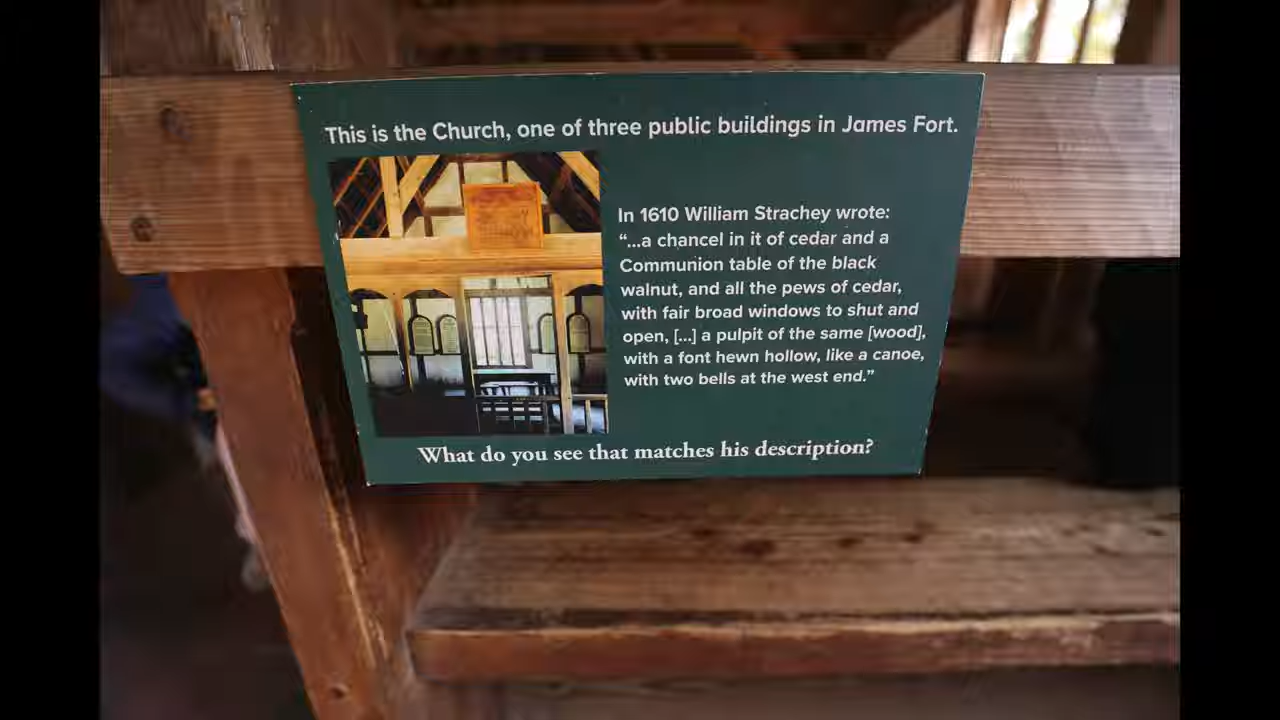 This is the Church, one of three public buildings in James Fort.
In 1610 William Strachey wrote:
“...a chancel in it of cedar and a
Communion table of the black
walnut, and all the pews of cedar,
with fair broad windows to shut and
open, [...] a pulpit of the same [wood],
with a font hewn hollow, like a canoe,
with two bells at the west end.”
What do you see that matches his description?